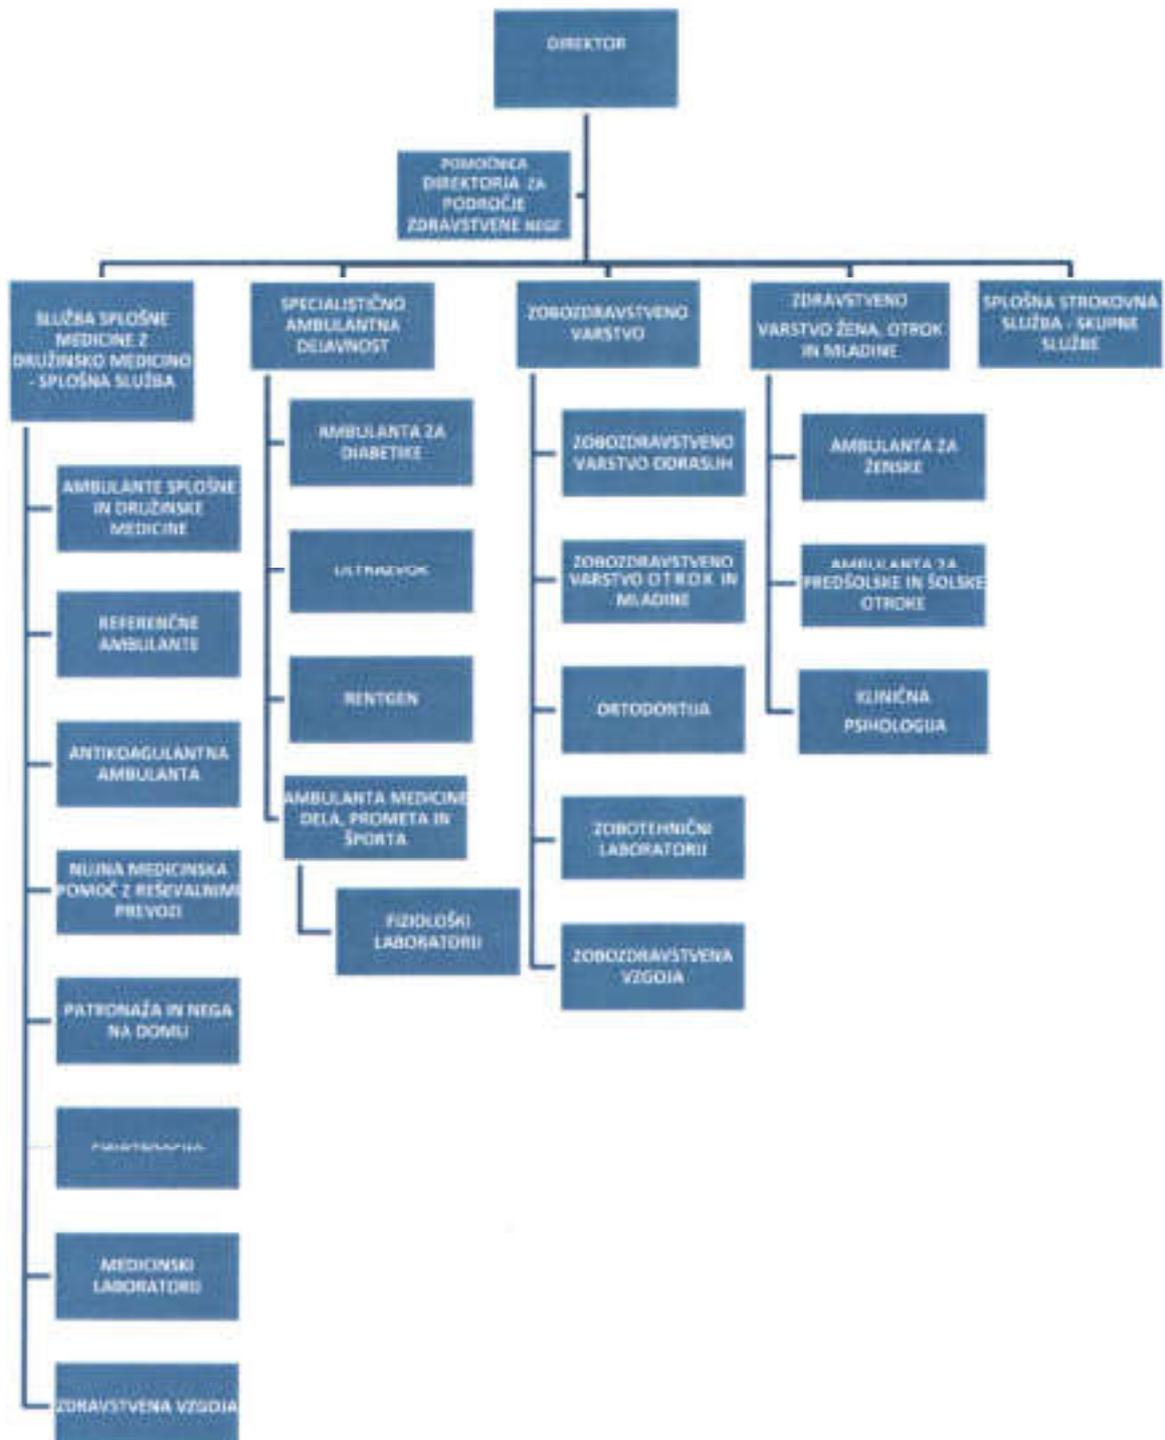 DIREKTOR
POMOČNICA
DIREKTORJA ZA
PODROČJE
ZDRAVSTVENE NEGE
SLUŽBA SPLOŠNE
MEDICINE Z
DRUŽINSKO MEDICINO
- SPLOŠNA SLUŽBA
AMBULANTE SPLOŠNE
IN DRUŽINSKE
MEDICINE
REFERENČNE
AMBULANTE
ANTIKOAGULANTNA
AMBULANTA
NUJNA MEDICINSKA
POMOČ Z REŠEVALNIMI
PREVOZI
PATRONAŽA IN NEGA
NA DOMU
FIZIOTERAPIJA
MEDICINSKI
LABORATORIJ
ZDRAVSTVENA VZGOJA
SPECIALISTIČNO
AMBULANTNA
DEJAVNOST
AMBULANTA ZA
DIABETIKE
ULTRAZVOK
RENTGEN
AMBULANTA MEDICINE
DELA, PROMETA IN
ŠPORTA
FIZIOLOŠKI
LABORATORIJ
ZOBOZDRAVSTVENO
VARSTVO
ZOBOZDRAVSTVENO
VARSTVO ODRASLIH
ZOBOZDRAVSTVENO
VARSTVO O T R O K IN
MLADINE
ORTODONTIJA
ZOBOTEHNIČNI
LABORATORIJ
ZOBOZDRAVSTVENA
VZGOJA
ZDRAVSTVENO
VARSTVO ŽENA, OTROK
IN MLADINE
AMBULANTA ZA
ŽENSKE
AMBULANTA ZA
PREDŠOLSKE IN ŠOLSKE
OTROKE
KLINIČNA
PSIHOLOGIJA
SPLOŠNA STROKOVNA
SLUŽBA - SKUPNE
SLUŽBE